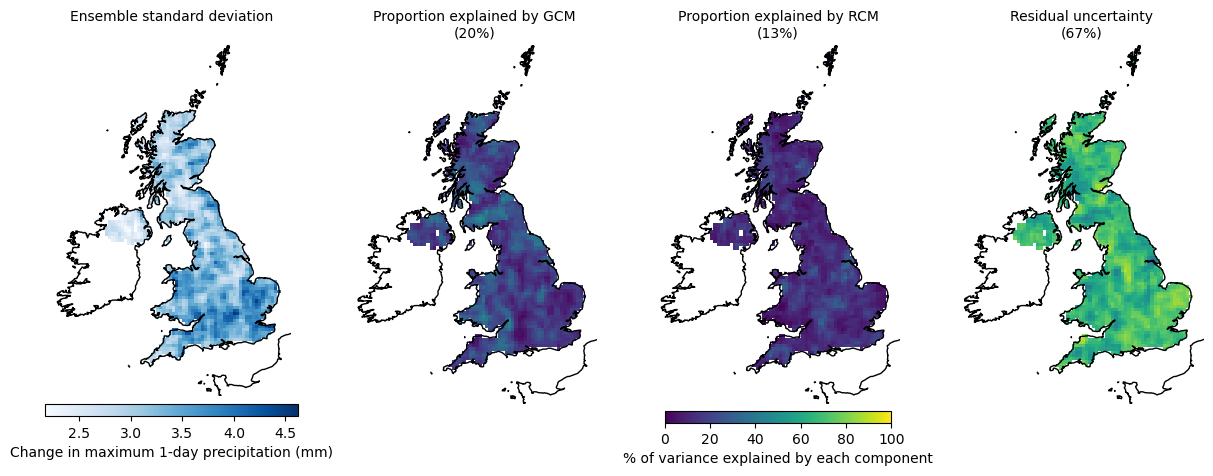 Ensemble standard deviation
Proportion explained by GCM
(20%)
Proportion explained by RCM
(13%)
Residual uncertainty
(67%)
2.5 3.0 3.5 4.0 4.5
Change in maximum 1-day precipitation (mm)
0 20 40 60 80 100
% of variance explained by each component